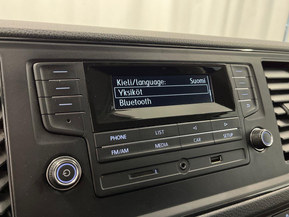 Kieli/language: Suomi
Yksiköt
Bluetooth
PHONE LIST
FM/AM MEDIA CAR SETUP